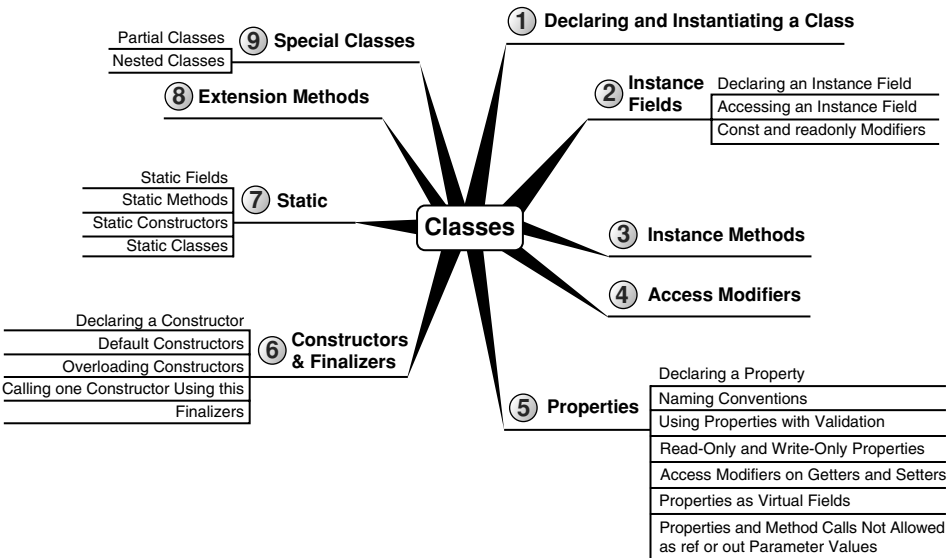 Classes
1 Declaring and Instantiating a Class
2 Instance
Fields
Declaring an Instance Field
Accessing an Instance Field
Const and readonly Modifiers
3 Instance Methods
4 Access Modifiers
5 Properties
Declaring a Property
Naming Conventions
Using Properties with Validation
Read-Only and Write-Only Properties
Access Modifiers on Getters and Setters
Properties as Virtual Fields
Properties and Method Calls Not Allowed
as ref or out Parameter Values
6 Constructors
& Finalizers
Declaring a Constructor
Default Constructors
Overloading Constructors
Calling one Constructor Using this
Finalizers
7 Static
Static Fields
Static Methods
Static Constructors
Static Classes
8 Extension Methods
9 Special Classes
Partial Classes
Nested Classes